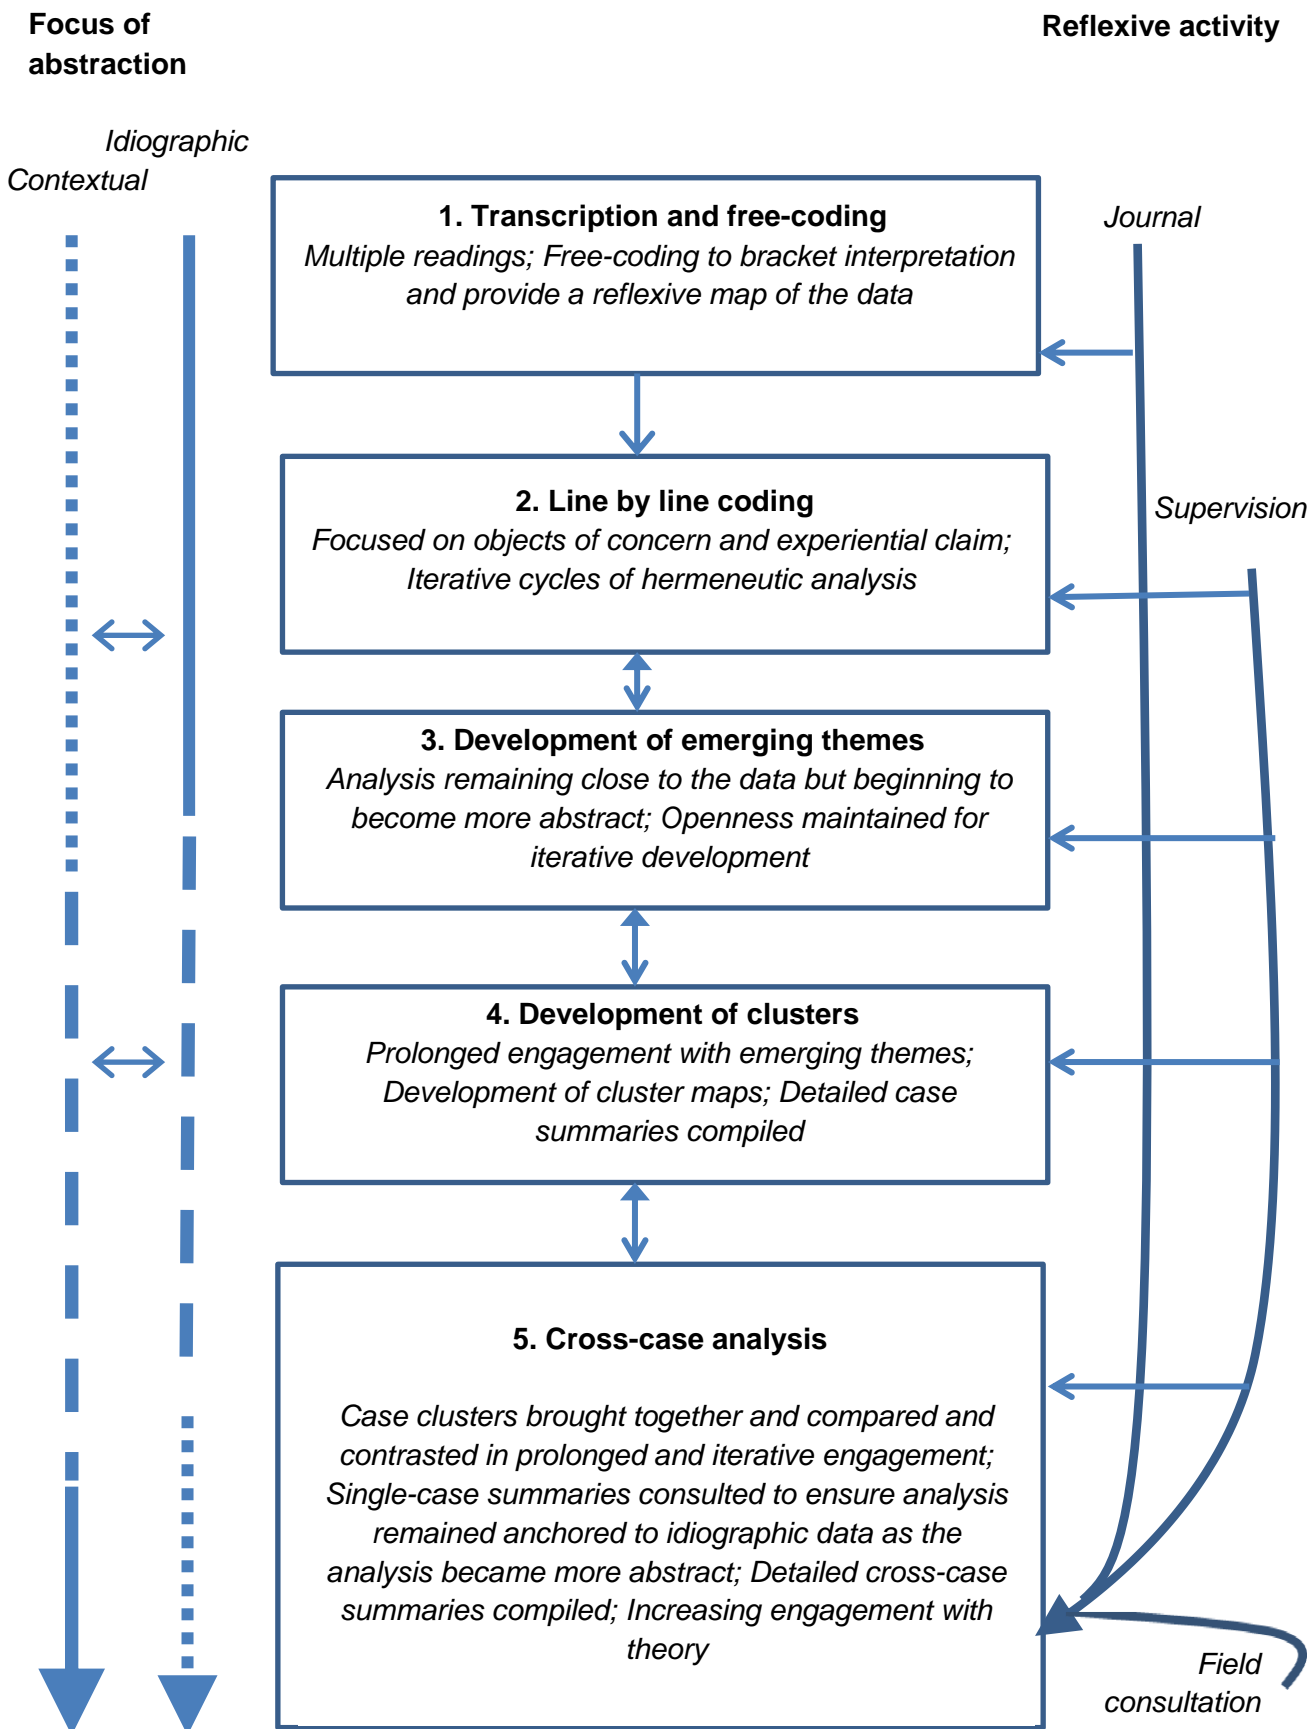 Focus of
abstraction
Reflexive activity
Idiographic
Contextual
1. Transcription and free-coding
Multiple readings; Free-coding to bracket interpretation
and provide a reflexive map of the data
Journal
2. Line by line coding
Focused on objects of concern and experiential claim;
Iterative cycles of hermeneutic analysis
Supervision
3. Development of emerging themes
Analysis remaining close to the data but beginning to
become more abstract; Openness maintained for
iterative development
4. Development of clusters
Prolonged engagement with emerging themes;
Development of cluster maps; Detailed case
summaries compiled
5. Cross-case analysis
Case clusters brought together and compared and
contrasted in prolonged and iterative engagement;
Single-case summaries consulted to ensure analysis
remained anchored to idiographic data as the
analysis became more abstract; Detailed cross-case
summaries compiled; Increasing engagement with
theory
Field
consultation